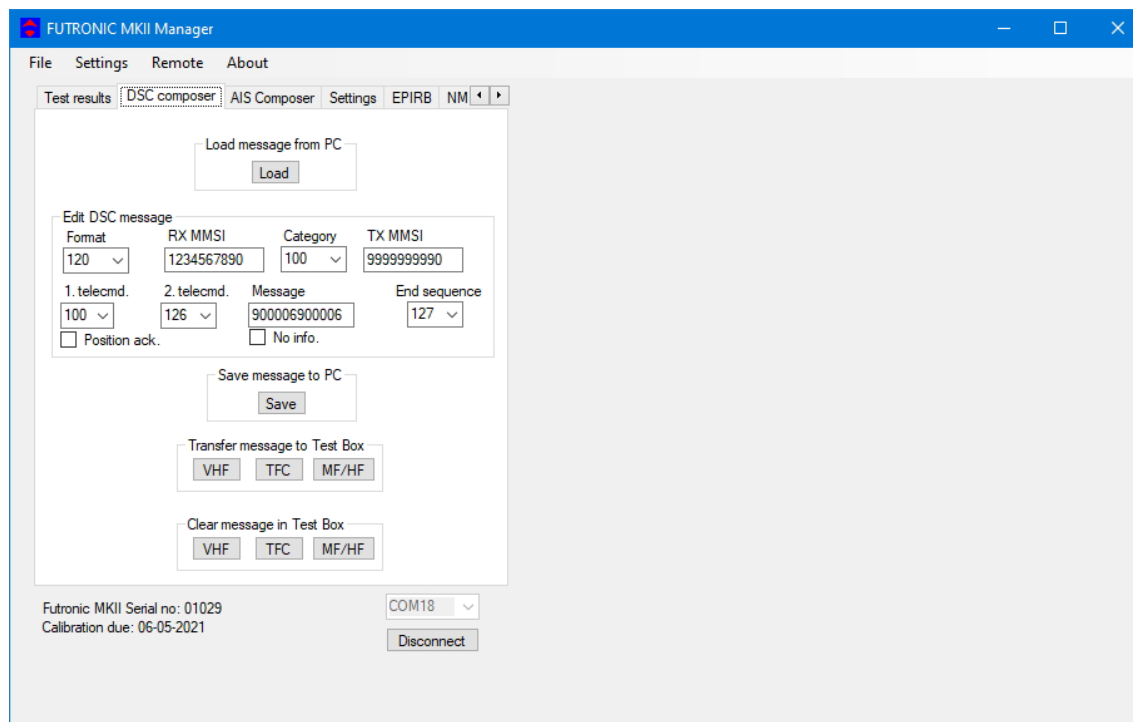 FUTRONIC MKII Manager
File Settings Remote About
Test results DSC composer AIS Composer Settings EPIRB NM
Load message from PC
Load
Edit DSC message
Format RX MMSI Category TX MMSI
120 1234567890 100 9999999990
1. telecmd. 2. telecmd. Message End sequence
100 126 900006900006 127
Position ack. No info.
Save message to PC
Save
Transfer message to Test Box
VHF TFC MF/HF
Clear message in Test Box
VHF TFC MF/HF
Futronic MKII Serial no: 01029 COM18
Calibration due: 06-05-2021
Disconnect